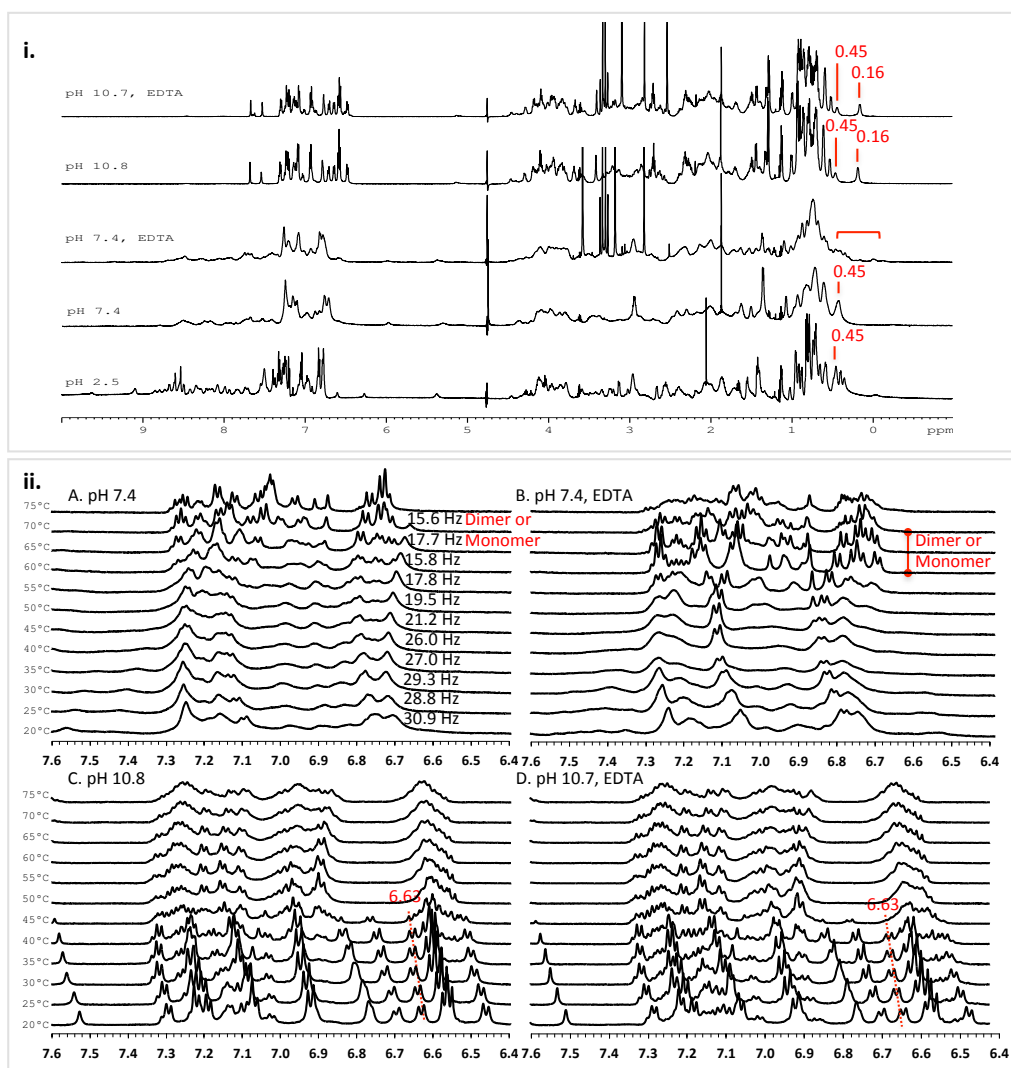 i.
0.45
0.16
pH 10.7, EDTA
0.45
0.16
pH 10.8
pH 7.4, EDTA
0.45
pH 7.4
0.45
pH 2.5
9 8 7 6 5 4 3 2 1 0 ppm
ii.
A. pH 7.4
75°C
70°C
65°C
60°C
55°C
50°C
45°C
40°C
35°C
30°C
25°C
20°C
15.6 Hz
17.7 Hz
15.8 Hz
17.8 Hz
19.5 Hz
21.2 Hz
26.0 Hz
27.0 Hz
29.3 Hz
28.8 Hz
30.9 Hz
Dimer or
Monomer
7.6 7.5 7.4 7.3 7.2 7.1 7.0 6.9 6.8 6.7 6.6 6.5 6.4
B. pH 7.4, EDTA
Dimer or
Monomer
7.6 7.5 7.4 7.3 7.2 7.1 7.0 6.9 6.8 6.7 6.6 6.5 6.4
C. pH 10.8
75°C
70°C
65°C
60°C
55°C
50°C
45°C
40°C
35°C
30°C
25°C
20°C
6.63
7.6 7.5 7.4 7.3 7.2 7.1 7.0 6.9 6.8 6.7 6.6 6.5 6.4
D. pH 10.7, EDTA
6.63
7.6 7.5 7.4 7.3 7.2 7.1 7.0 6.9 6.8 6.7 6.6 6.5 6.4